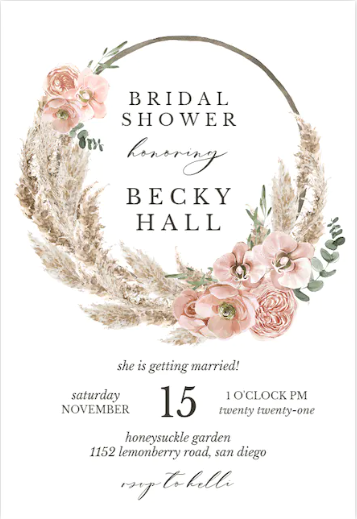 BRIDAL
SHOWER
honoring
BECKY
HALL
she is getting married!
saturday
NOVEMBER
15
1 O'CLOCK PM
twenty twenty-one
honeysuckle garden
1152 lemonberry road, san diego
rsvp to kelli